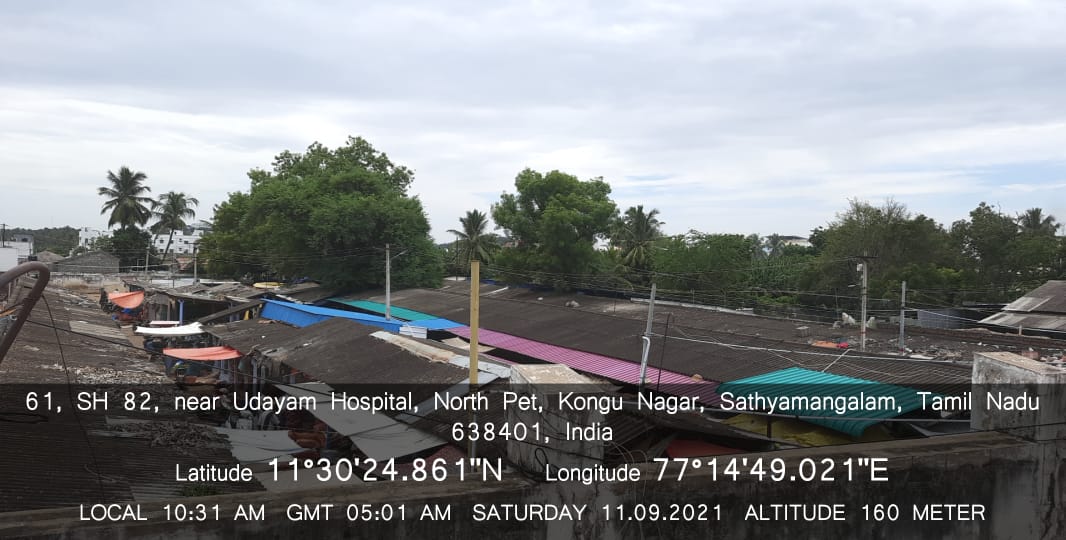 61, SH 82, near Udayam Hospital, North Pet, Kongu Nagar, Sathyamangalam, Tamil Nadu
638401, India
Latitude 11°30'24.861"N Longitude 77°14'49.021"E
LOCAL 10:31 AM GMT 05:01 AM SATURDAY 11.09.2021 ALTITUDE 160 METER